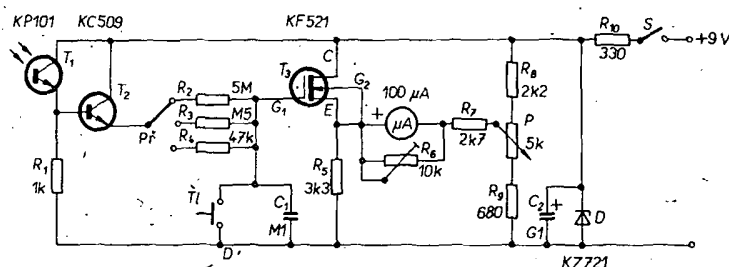 KP101 KC509 KF521
T₁
T₂
T₃
R₁
1k
Př
R₂
5M
R₃
M5
R₄
47k
G₁
C
G₂
E
Tl
D'
C₁
M1
R₅
3k3
100 µA
+
µA
R₆
10k
R₇
2k7
R₈
2k2
P
5k
R₉
680
C₂
+
G1
D
KZ721
R₁₀
330
S
+9V